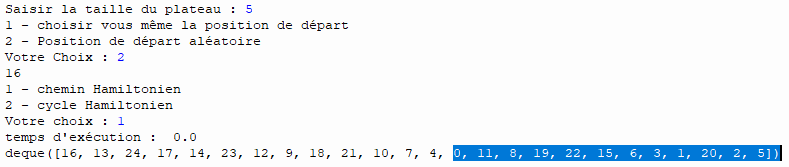 Saisir la taille du plateau : 5
1 - choisir vous même la position de départ
2 - Position de départ aléatoire
Votre Choix : 2
16
1 - chemin Hamiltonien
2 - cycle Hamiltonien
Votre choix : 1
temps d'exécution :  0.0
deque([16, 13, 24, 17, 14, 23, 12, 9, 18, 21, 10, 7, 4, 0, 11, 8, 19, 22, 15, 6, 3, 1, 20, 2, 5])